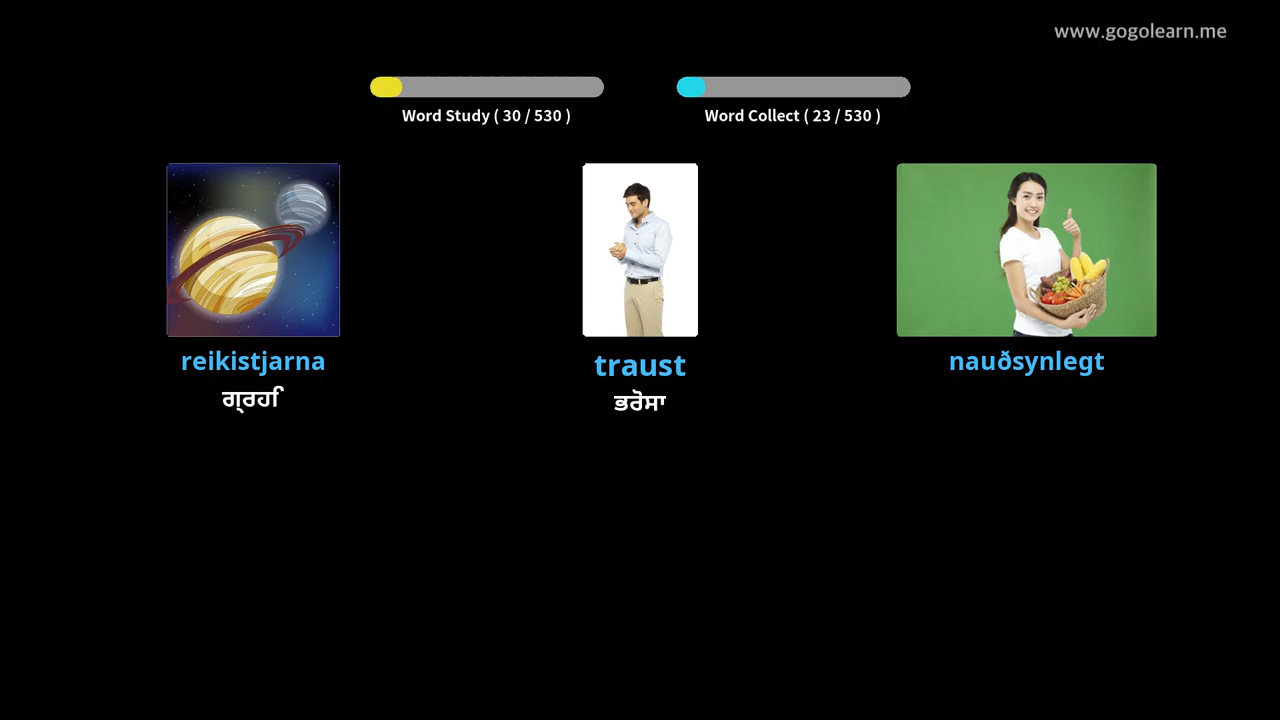 www.gogolearn.me
Word Study ( 30 / 530 )
Word Collect ( 23 / 530 )
reikistjarna
traust
nauðsynlegt
ਗ੍ਰਹਿ
ਭਰੋਸਾ